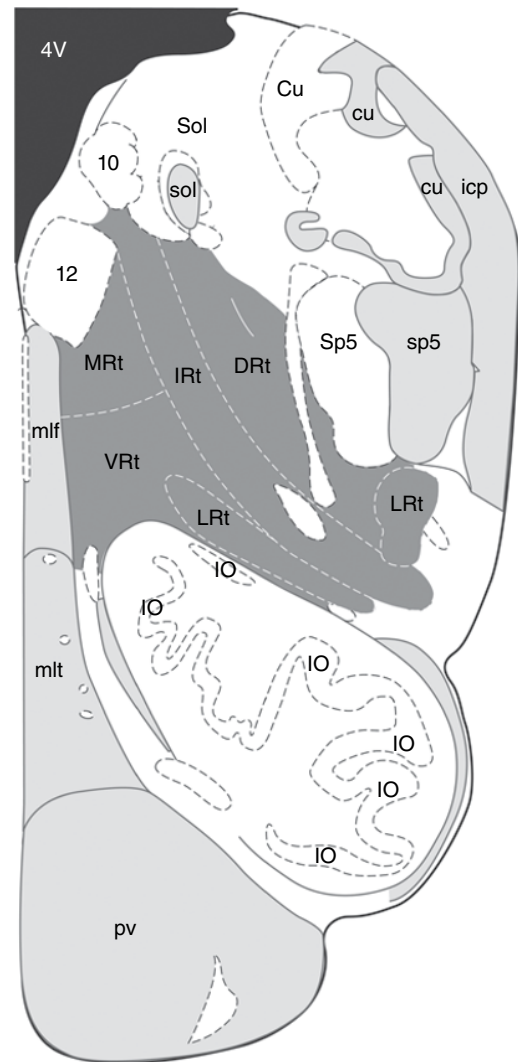 4V
Cu
cu
Sol
10
sol
cu
icp
12
Sp5
sp5
MRt
IRt
DRt
mlf
VRt
LRt
LRt
IO
IO
IO
mlt
IO
IO
IO
pv